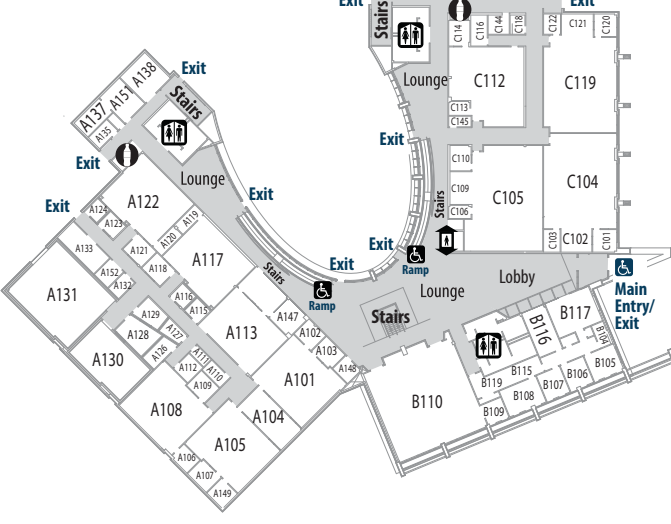 Exit
Exit
Stairs
C114
C116
C144
C118
C122
C121
C120
Lounge
C112
C119
C113
C145
Exit
C110
C109
C106
C105
C104
Stairs
C103
C102
C101
Exit
Ramp
A138
A151
A137
A135
Exit
Stairs
Exit
Lounge
Exit
Exit
A122
A124
A123
A119
A120
A121
A118
A117
A133
A152
A132
A131
Stairs
Exit
Ramp
A116
A115
A113
A147
A102
A103
A148
A129
A128
A127
A126
A130
A111
A110
A112
A109
A101
A108
A104
A105
A106
A107
A149
Lounge
Lobby
Stairs
Main
Entry/
Exit
B117
B116
B104
B115
B119
B105
B106
B107
B108
B109
B110